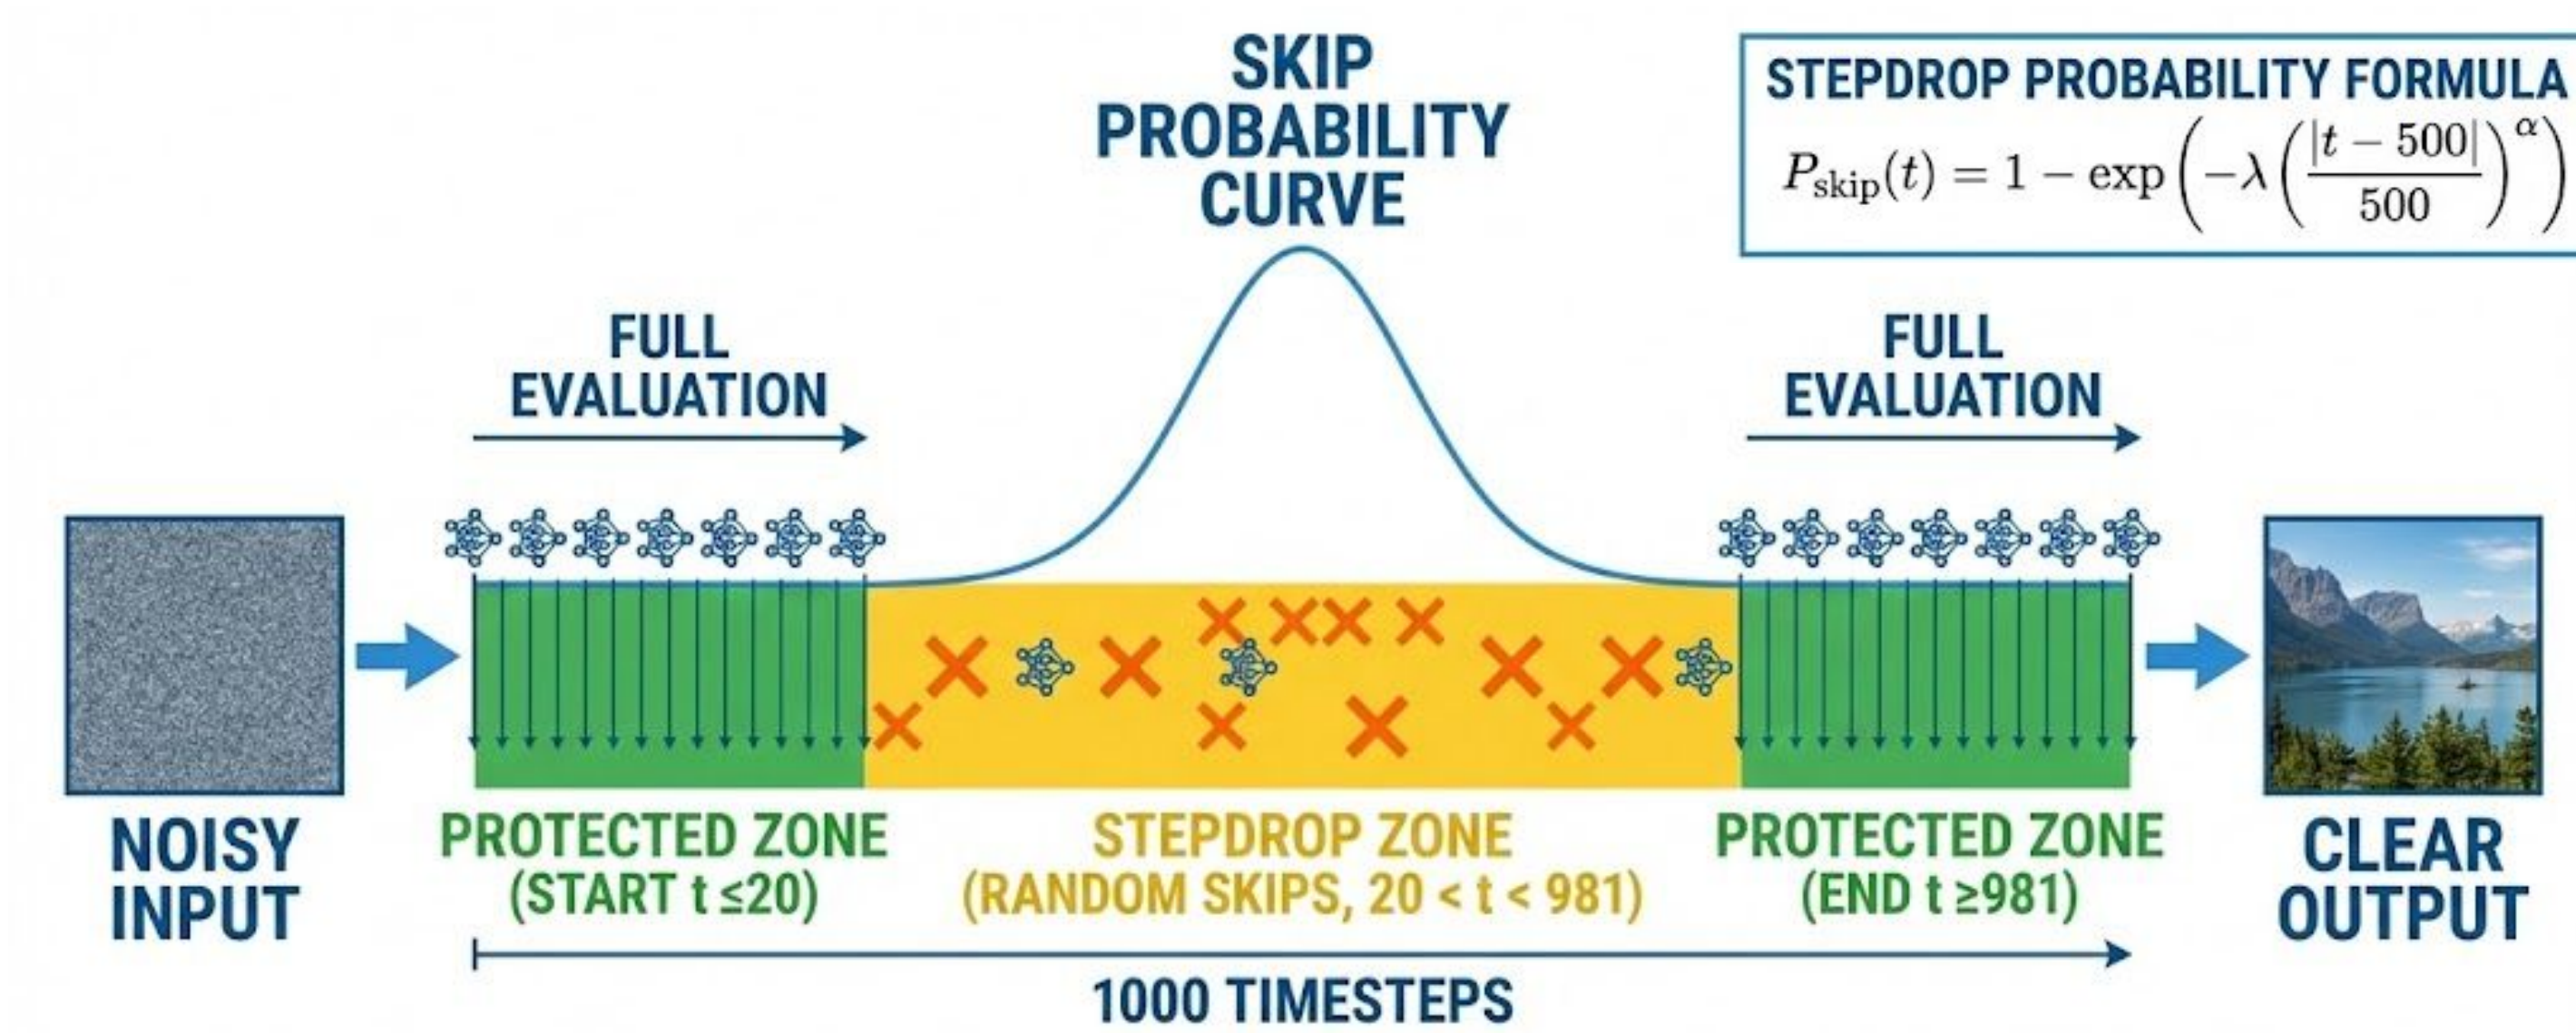 SKIP
PROBABILITY
CURVE
STEPDROP PROBABILITY FORMULA
P_skip(t) = 1 − exp(−λ(|t − 500| / 500)^α)
FULL
EVALUATION
FULL
EVALUATION
NOISY
INPUT
PROTECTED ZONE
(START t ≤20)
STEPDROP ZONE
(RANDOM SKIPS, 20 < t < 981)
PROTECTED ZONE
(END t ≥981)
CLEAR
OUTPUT
1000 TIMESTEPS